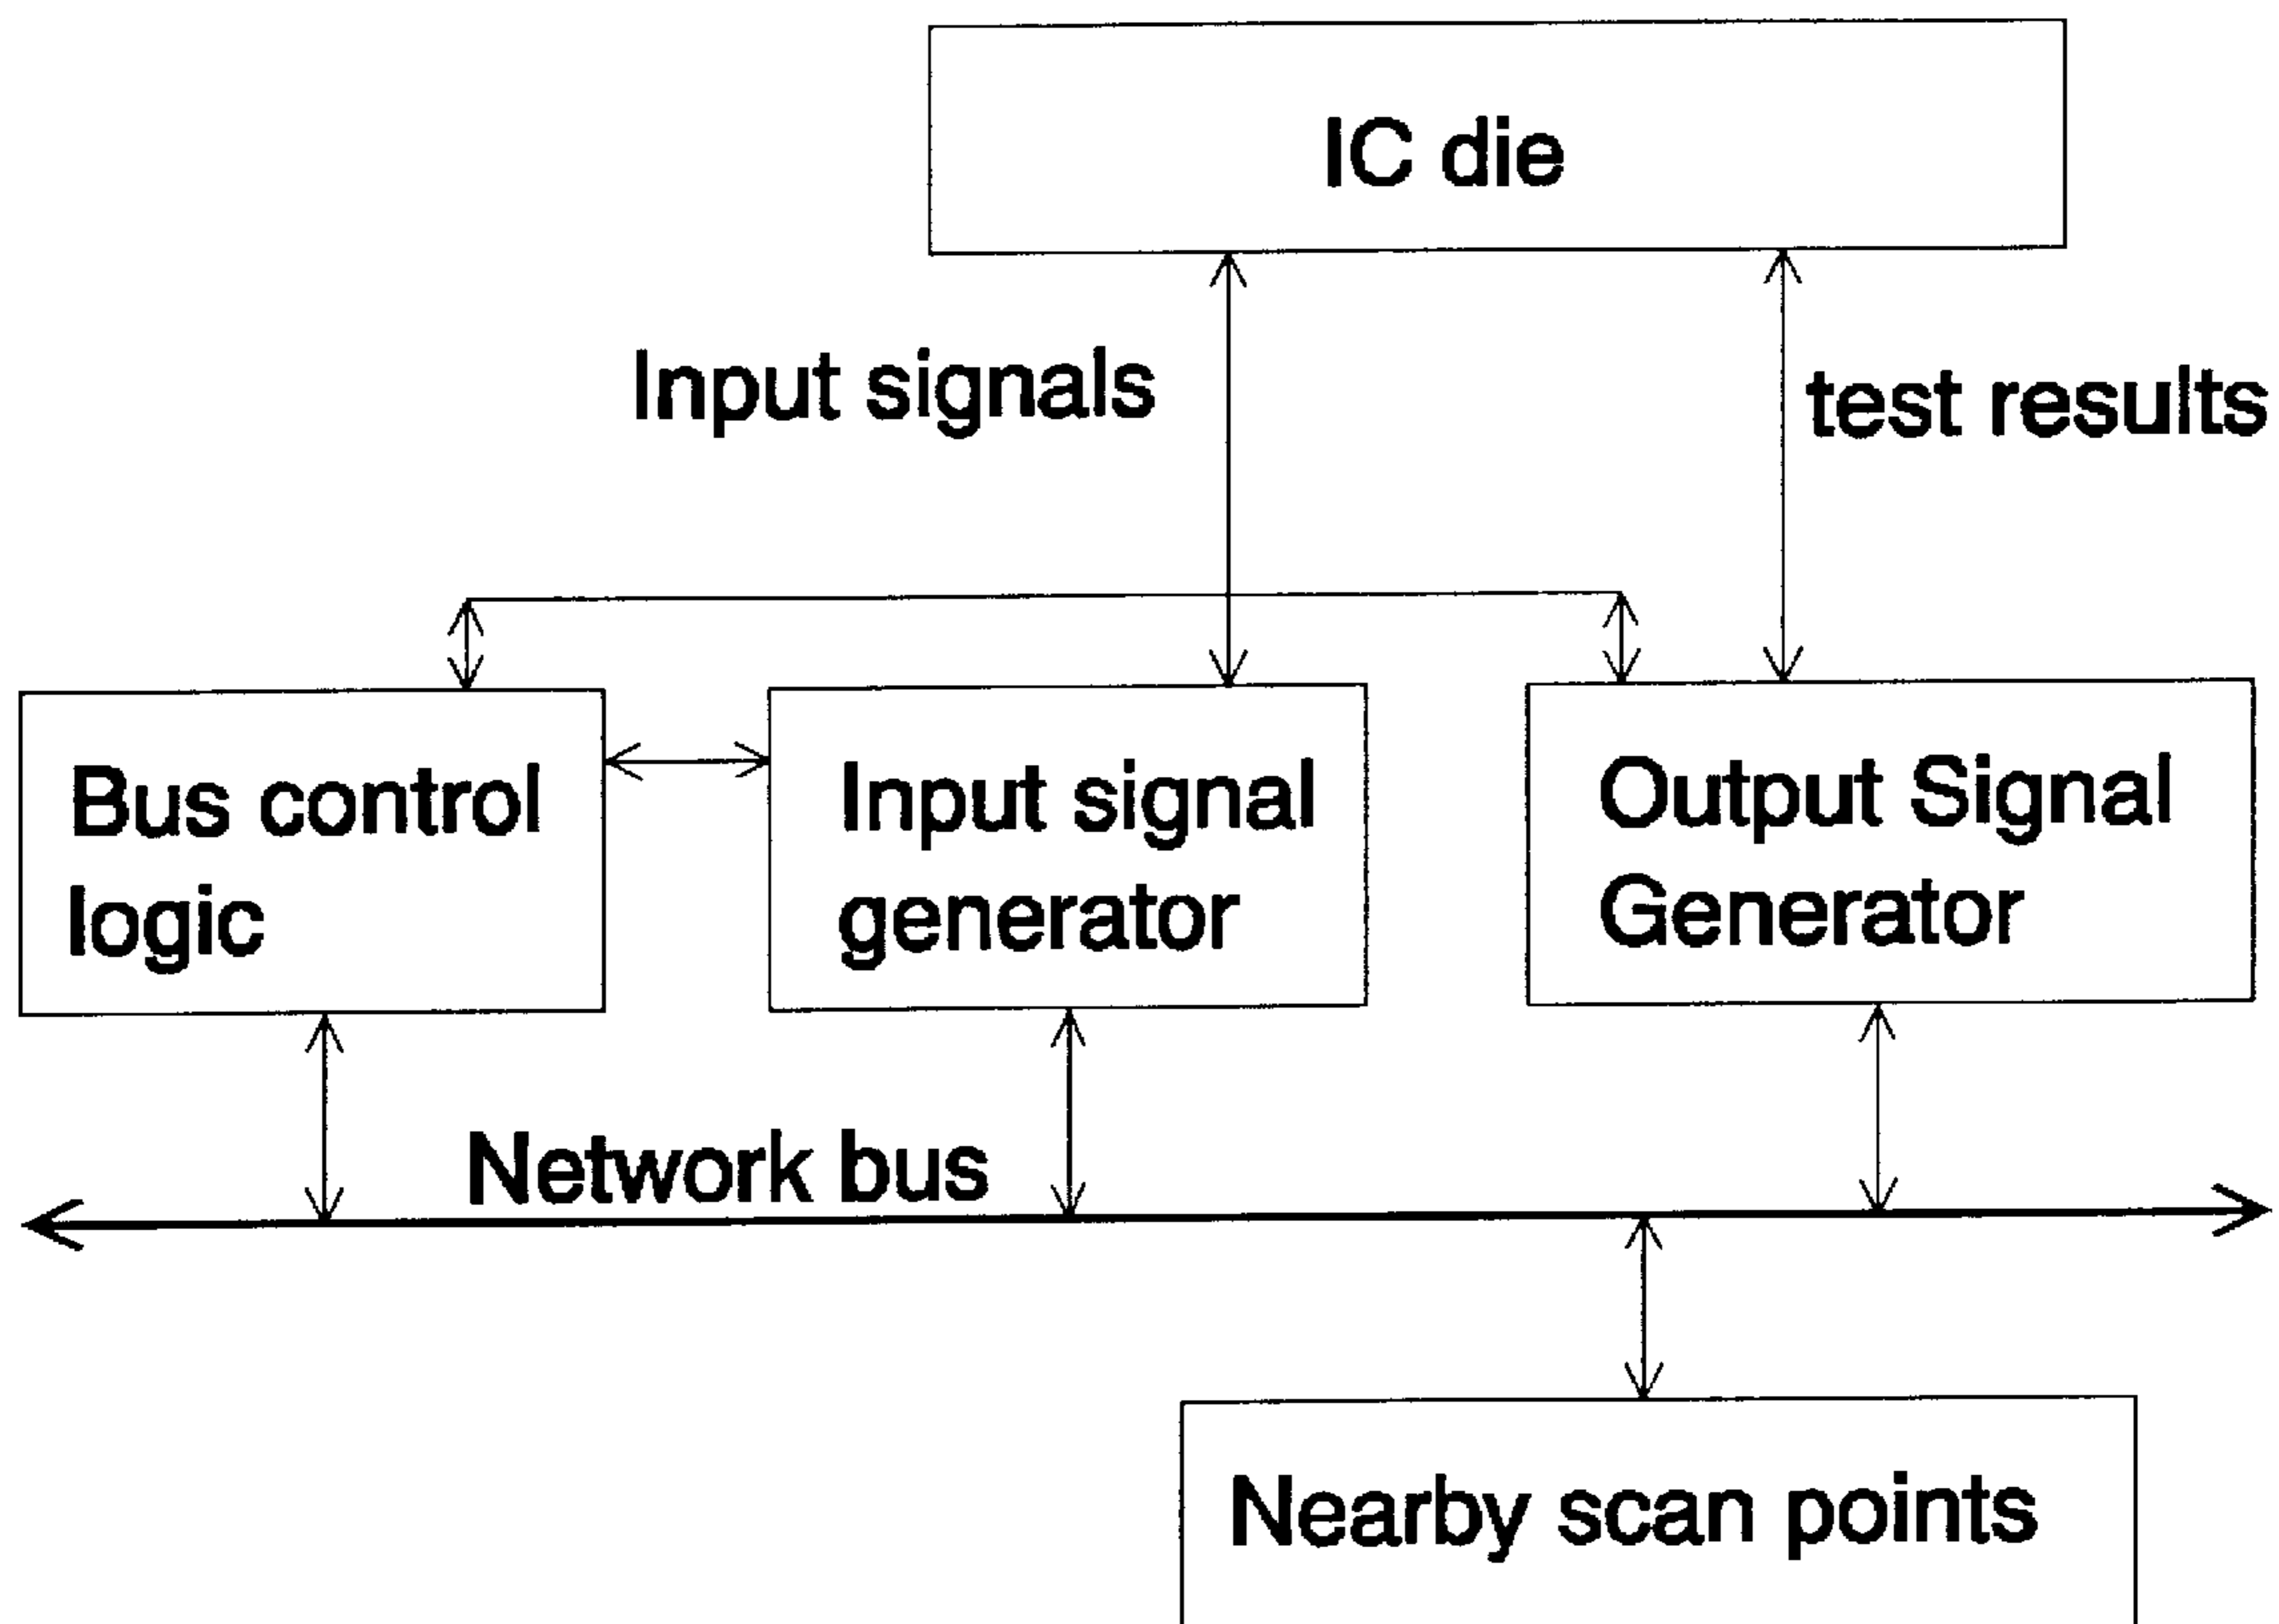 IC die
Input signals
test results
Bus control
logic
Input signal
generator
Output Signal
Generator
Network bus
Nearby scan points